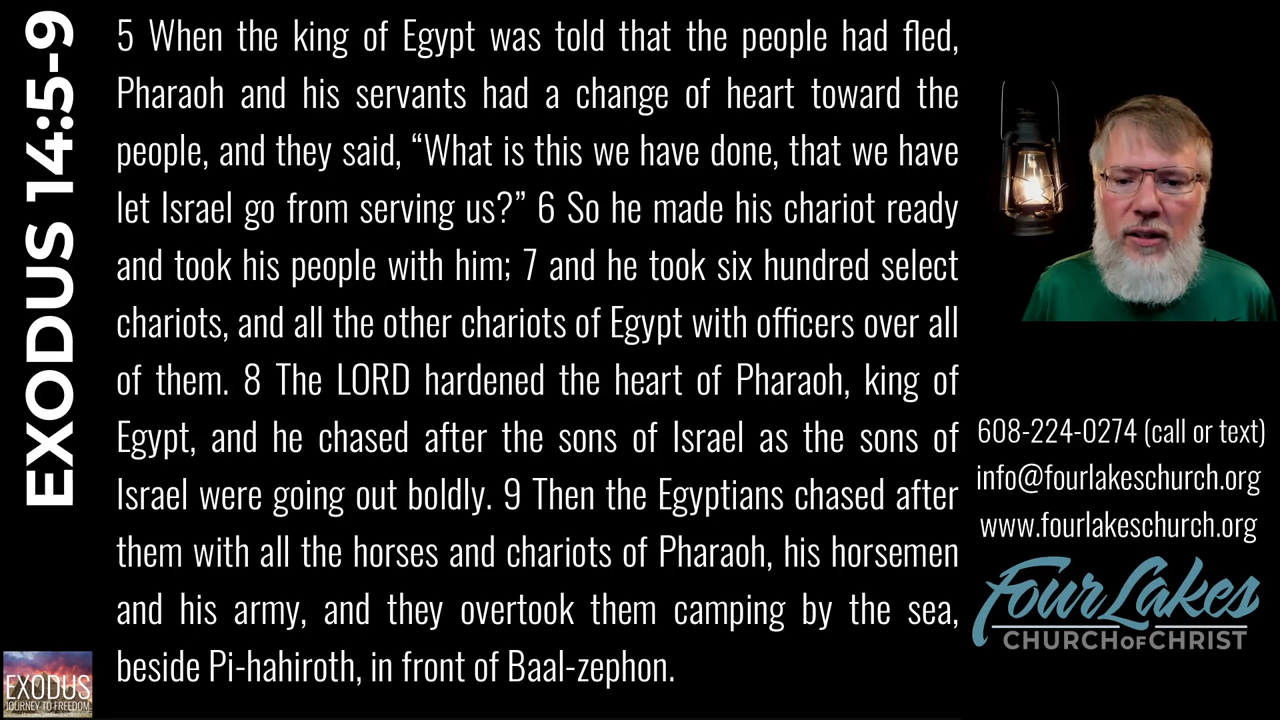 EXODUS 14:5-9
5 When the king of Egypt was told that the people had fled,
Pharaoh and his servants had a change of heart toward the
people, and they said, “What is this we have done, that we have
let Israel go from serving us?” 6 So he made his chariot ready
and took his people with him; 7 and he took six hundred select
chariots, and all the other chariots of Egypt with officers over all
of them. 8 The LORD hardened the heart of Pharaoh, king of
Egypt, and he chased after the sons of Israel as the sons of
Israel were going out boldly. 9 Then the Egyptians chased after
them with all the horses and chariots of Pharaoh, his horsemen
and his army, and they overtook them camping by the sea,
beside Pi-hahiroth, in front of Baal-zephon.
608-224-0274 (call or text)
info@fourlakeschurch.org
www.fourlakeschurch.org
Four Lakes
CHURCH OF CHRIST
EXODUS
JOURNEY TO FREEDOM